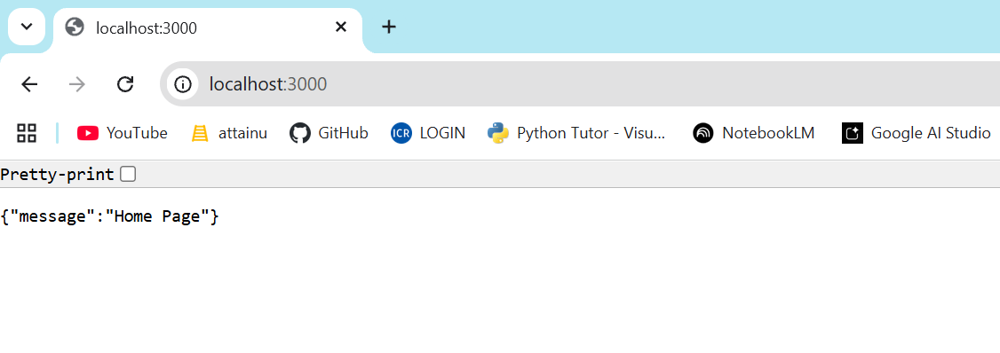 localhost:3000
localhost:3000
YouTube attainu GitHub ICR LOGIN Python Tutor - Visu... NotebookLM Google AI Studio
Pretty-print
{"message":"Home Page"}